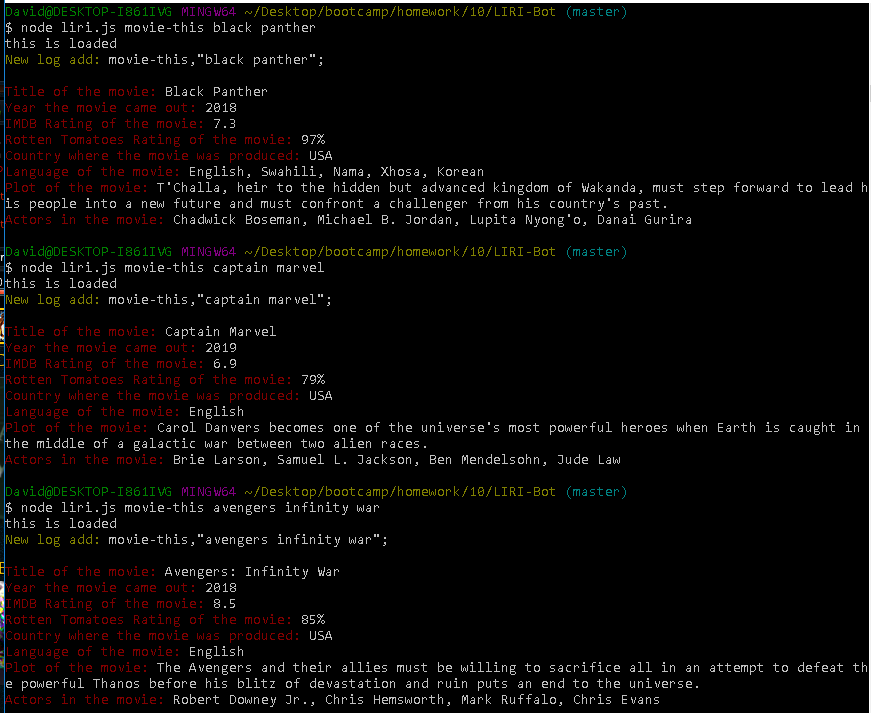 David@DESKTOP-I861IVG MINGW64 ~/Desktop/bootcamp/homework/10/LIRI-Bot (master)
$ node liri.js movie-this black panther
this is loaded
New log add: movie-this,"black panther";
Title of the movie: Black Panther
Year the movie came out: 2018
IMDB Rating of the movie: 7.3
Rotten Tomatoes Rating of the movie: 97%
Country where the movie was produced: USA
Language of the movie: English, Swahili, Nama, Xhosa, Korean
Plot of the movie: T'Challa, heir to the hidden but advanced kingdom of Wakanda, must step forward to lead h
is people into a new future and must confront a challenger from his country's past.
Actors in the movie: Chadwick Boseman, Michael B. Jordan, Lupita Nyong'o, Danai Gurira
David@DESKTOP-I861IVG MINGW64 ~/Desktop/bootcamp/homework/10/LIRI-Bot (master)
$ node liri.js movie-this captain marvel
this is loaded
New log add: movie-this,"captain marvel";
Title of the movie: Captain Marvel
Year the movie came out: 2019
IMDB Rating of the movie: 6.9
Rotten Tomatoes Rating of the movie: 79%
Country where the movie was produced: USA
Language of the movie: English
Plot of the movie: Carol Danvers becomes one of the universe's most powerful heroes when Earth is caught in
the middle of a galactic war between two alien races.
Actors in the movie: Brie Larson, Samuel L. Jackson, Ben Mendelsohn, Jude Law
David@DESKTOP-I861IVG MINGW64 ~/Desktop/bootcamp/homework/10/LIRI-Bot (master)
$ node liri.js movie-this avengers infinity war
this is loaded
New log add: movie-this,"avengers infinity war";
Title of the movie: Avengers: Infinity War
Year the movie came out: 2018
IMDB Rating of the movie: 8.5
Rotten Tomatoes Rating of the movie: 85%
Country where the movie was produced: USA
Language of the movie: English
Plot of the movie: The Avengers and their allies must be willing to sacrifice all in an attempt to defeat th
e powerful Thanos before his blitz of devastation and ruin puts an end to the universe.
Actors in the movie: Robert Downey Jr., Chris Hemsworth, Mark Ruffalo, Chris Evans